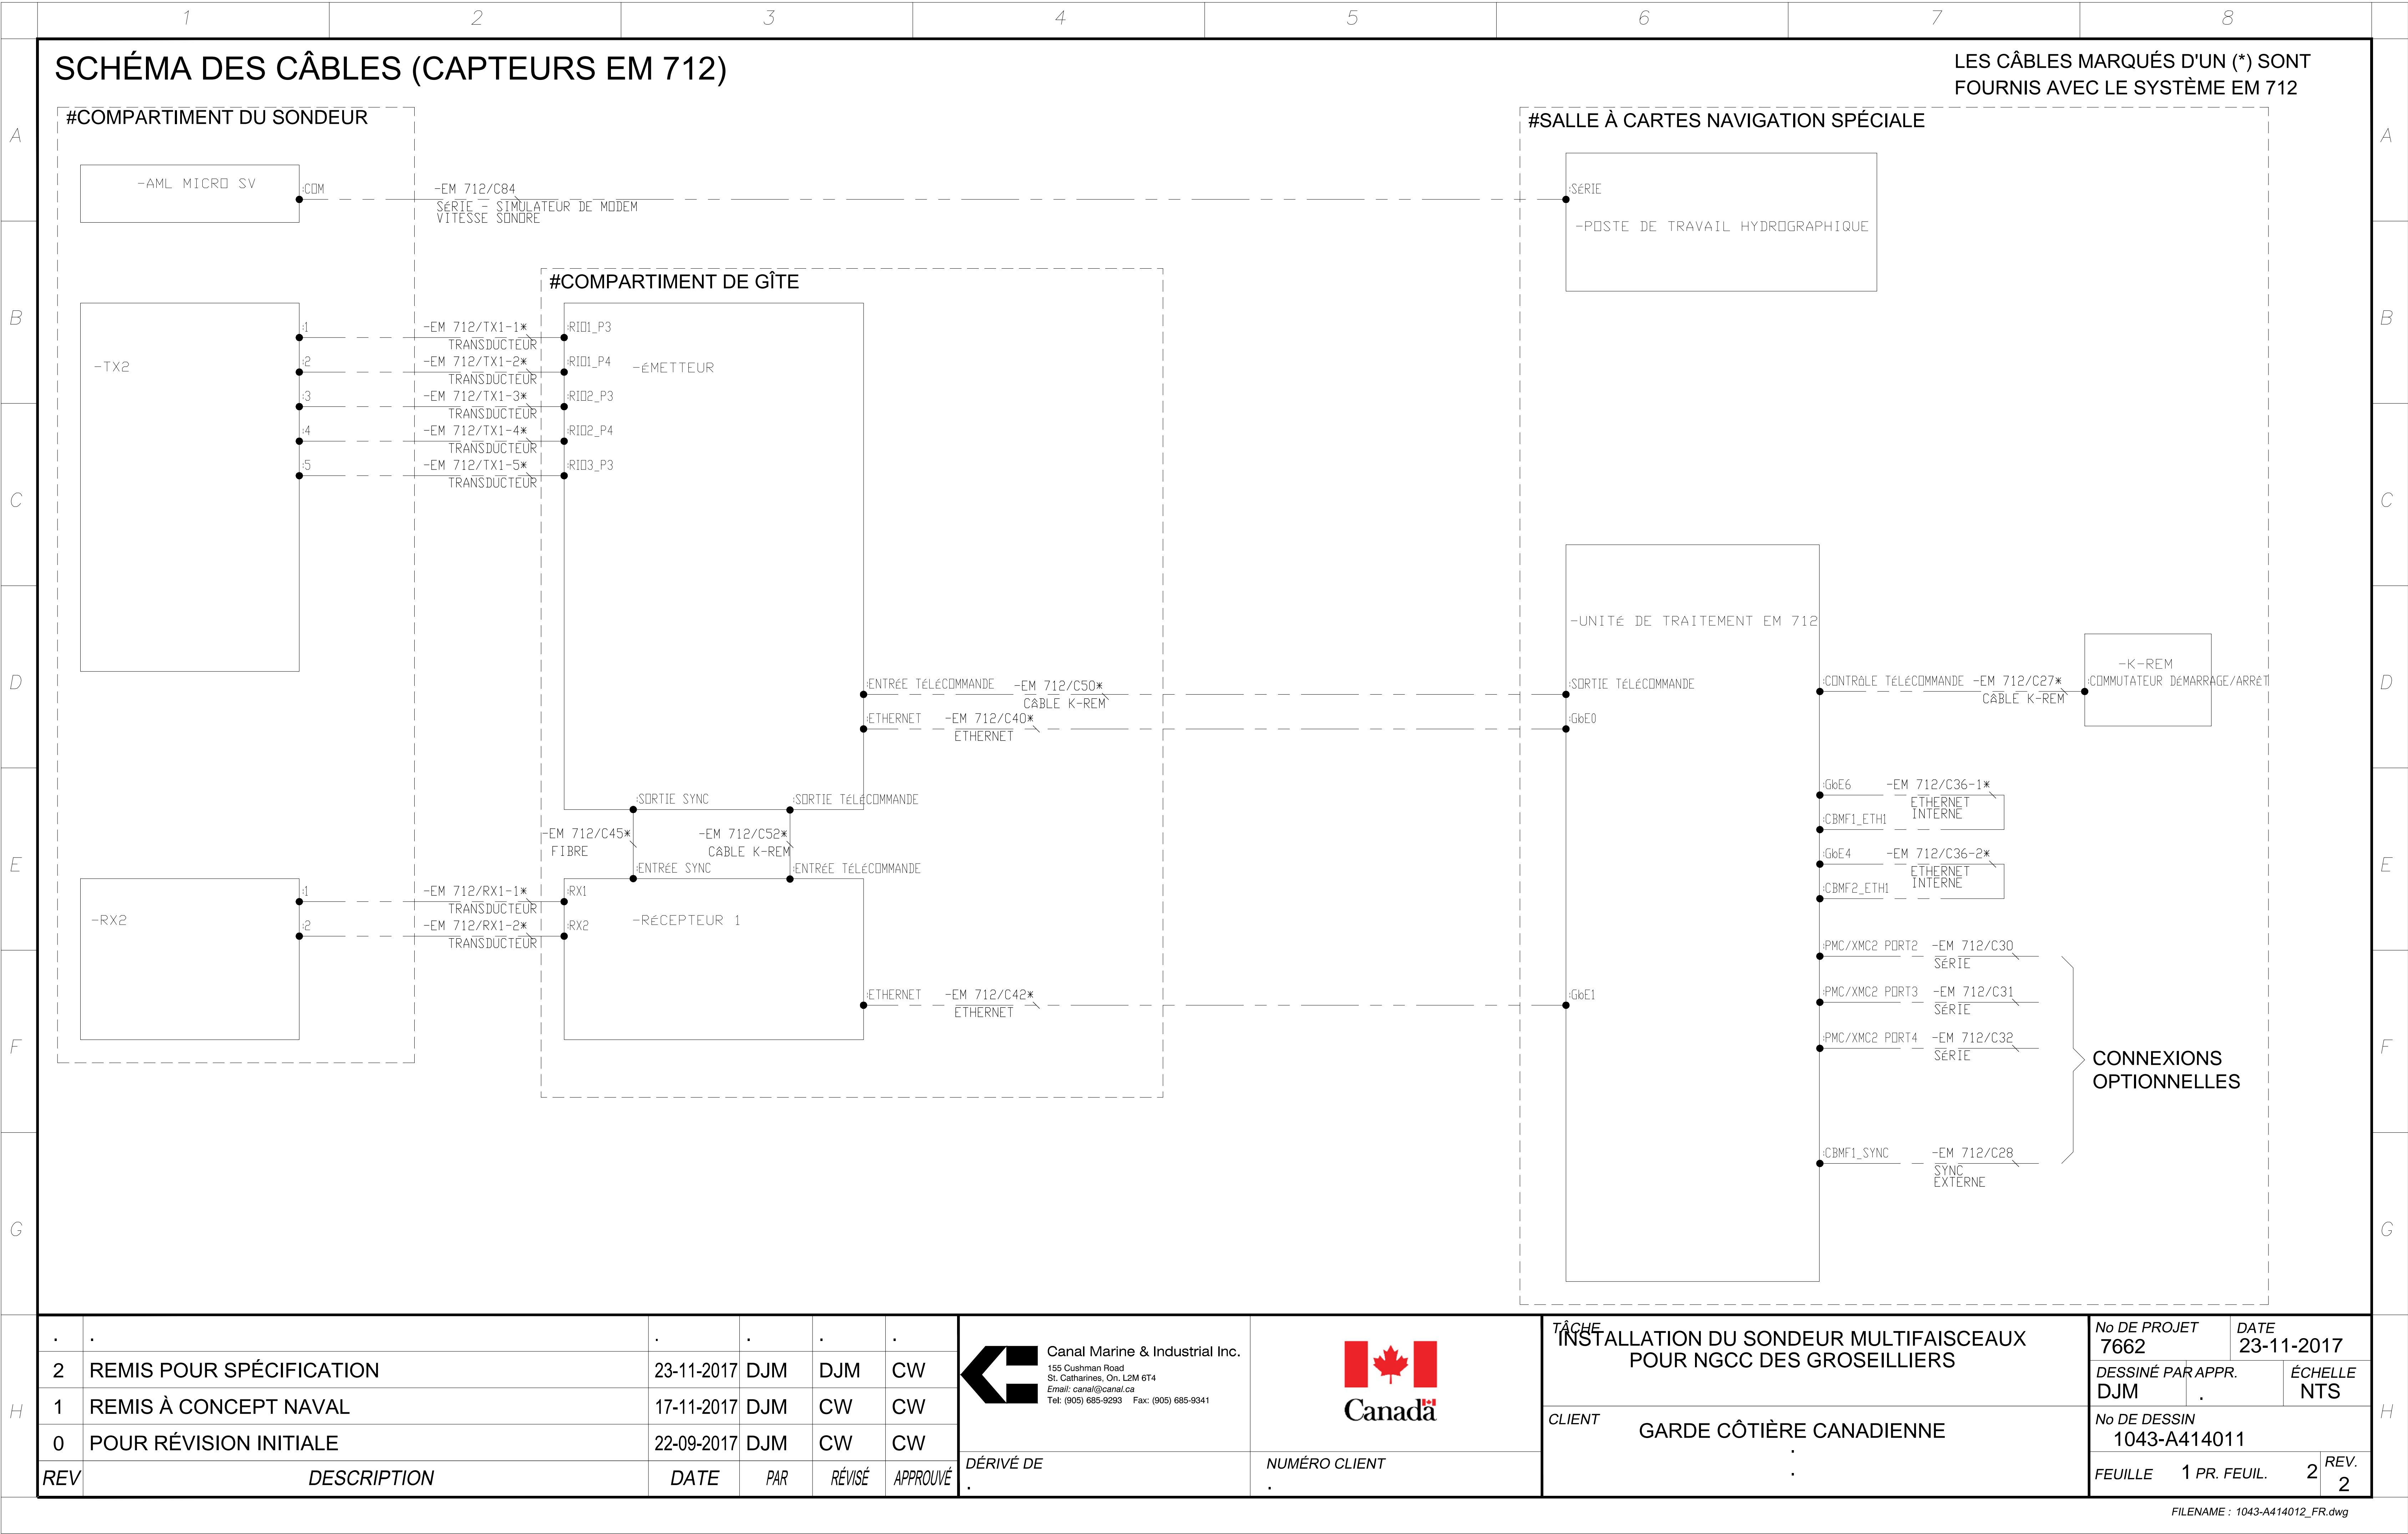 1 2 3 4 5 6 7 8
SCHÉMA DES CÂBLES (CAPTEURS EM 712)
LES CÂBLES MARQUÉS D'UN (*) SONT
FOURNIS AVEC LE SYSTÈME EM 712
A A
B B
C C
D D
E E
F F
G G
H H
#COMPARTIMENT DU SONDEUR
-AML MICRO SV
:COM
-EM 712/C84
SÉRIE - SIMULATEUR DE MODEM
VITESSE SONORE
#SALLE À CARTES NAVIGATION SPÉCIALE
:SÉRIE
-POSTE DE TRAVAIL HYDROGRAPHIQUE
#COMPARTIMENT DE GÎTE
-TX2
-ÉMETTEUR
:1 -EM 712/TX1-1* :RIO1_P3
TRANSDUCTEUR
:2 -EM 712/TX1-2* :RIO1_P4
TRANSDUCTEUR
:3 -EM 712/TX1-3* :RIO2_P3
TRANSDUCTEUR
:4 -EM 712/TX1-4* :RIO2_P4
TRANSDUCTEUR
:5 -EM 712/TX1-5* :RIO3_P3
TRANSDUCTEUR
-UNITÉ DE TRAITEMENT EM 712
:ENTRÉE TÉLÉCOMMANDE -EM 712/C50* :SORTIE TÉLÉCOMMANDE
CÂBLE K-REM
:ETHERNET -EM 712/C40* :GbE0
ETHERNET
:CONTRÔLE TÉLÉCOMMANDE -EM 712/C27*
CÂBLE K-REM
-K-REM
:COMMUTATEUR DÉMARRAGE/ARRÊT
:SORTIE SYNC :SORTIE TÉLÉCOMMANDE
-EM 712/C45* -EM 712/C52*
FIBRE CÂBLE K-REM
:ENTRÉE SYNC :ENTRÉE TÉLÉCOMMANDE
:GbE6 -EM 712/C36-1*
ETHERNET
INTERNE
:CBMF1_ETH1
:GbE4 -EM 712/C36-2*
ETHERNET
INTERNE
:CBMF2_ETH1
-RX2
-RÉCEPTEUR 1
:1 -EM 712/RX1-1* :RX1
TRANSDUCTEUR
:2 -EM 712/RX1-2* :RX2
TRANSDUCTEUR
:ETHERNET -EM 712/C42* :GbE1
ETHERNET
:PMC/XMC2 PORT2 -EM 712/C30
SÉRIE
:PMC/XMC2 PORT3 -EM 712/C31
SÉRIE
:PMC/XMC2 PORT4 -EM 712/C32
SÉRIE
CONNEXIONS
OPTIONNELLES
:CBMF1_SYNC -EM 712/C28
SYNC
EXTERNE
. . . . . .
2 REMIS POUR SPÉCIFICATION 23-11-2017 DJM DJM CW
1 REMIS À CONCEPT NAVAL 17-11-2017 DJM CW CW
0 POUR RÉVISION INITIALE 22-09-2017 DJM CW CW
REV DESCRIPTION DATE PAR RÉVISÉ APPROUVÉ
Canal Marine & Industrial Inc.
155 Cushman Road
St. Catharines, On. L2M 6T4
Email: canal@canal.ca
Tel: (905) 685-9293 Fax: (905) 685-9341
Canada
DÉRIVÉ DE
.
NUMÉRO CLIENT
.
TÂCHE
INSTALLATION DU SONDEUR MULTIFAISCEAUX
POUR NGCC DES GROSEILLIERS
CLIENT
GARDE CÔTIÈRE CANADIENNE
.
.
No DE PROJET
7662
DATE
23-11-2017
DESSINÉ PAR
DJM
APPR.
.
ÉCHELLE
NTS
No DE DESSIN
1043-A414011
FEUILLE 1 PR. FEUIL. 2
REV.
2
FILENAME : 1043-A414012_FR.dwg